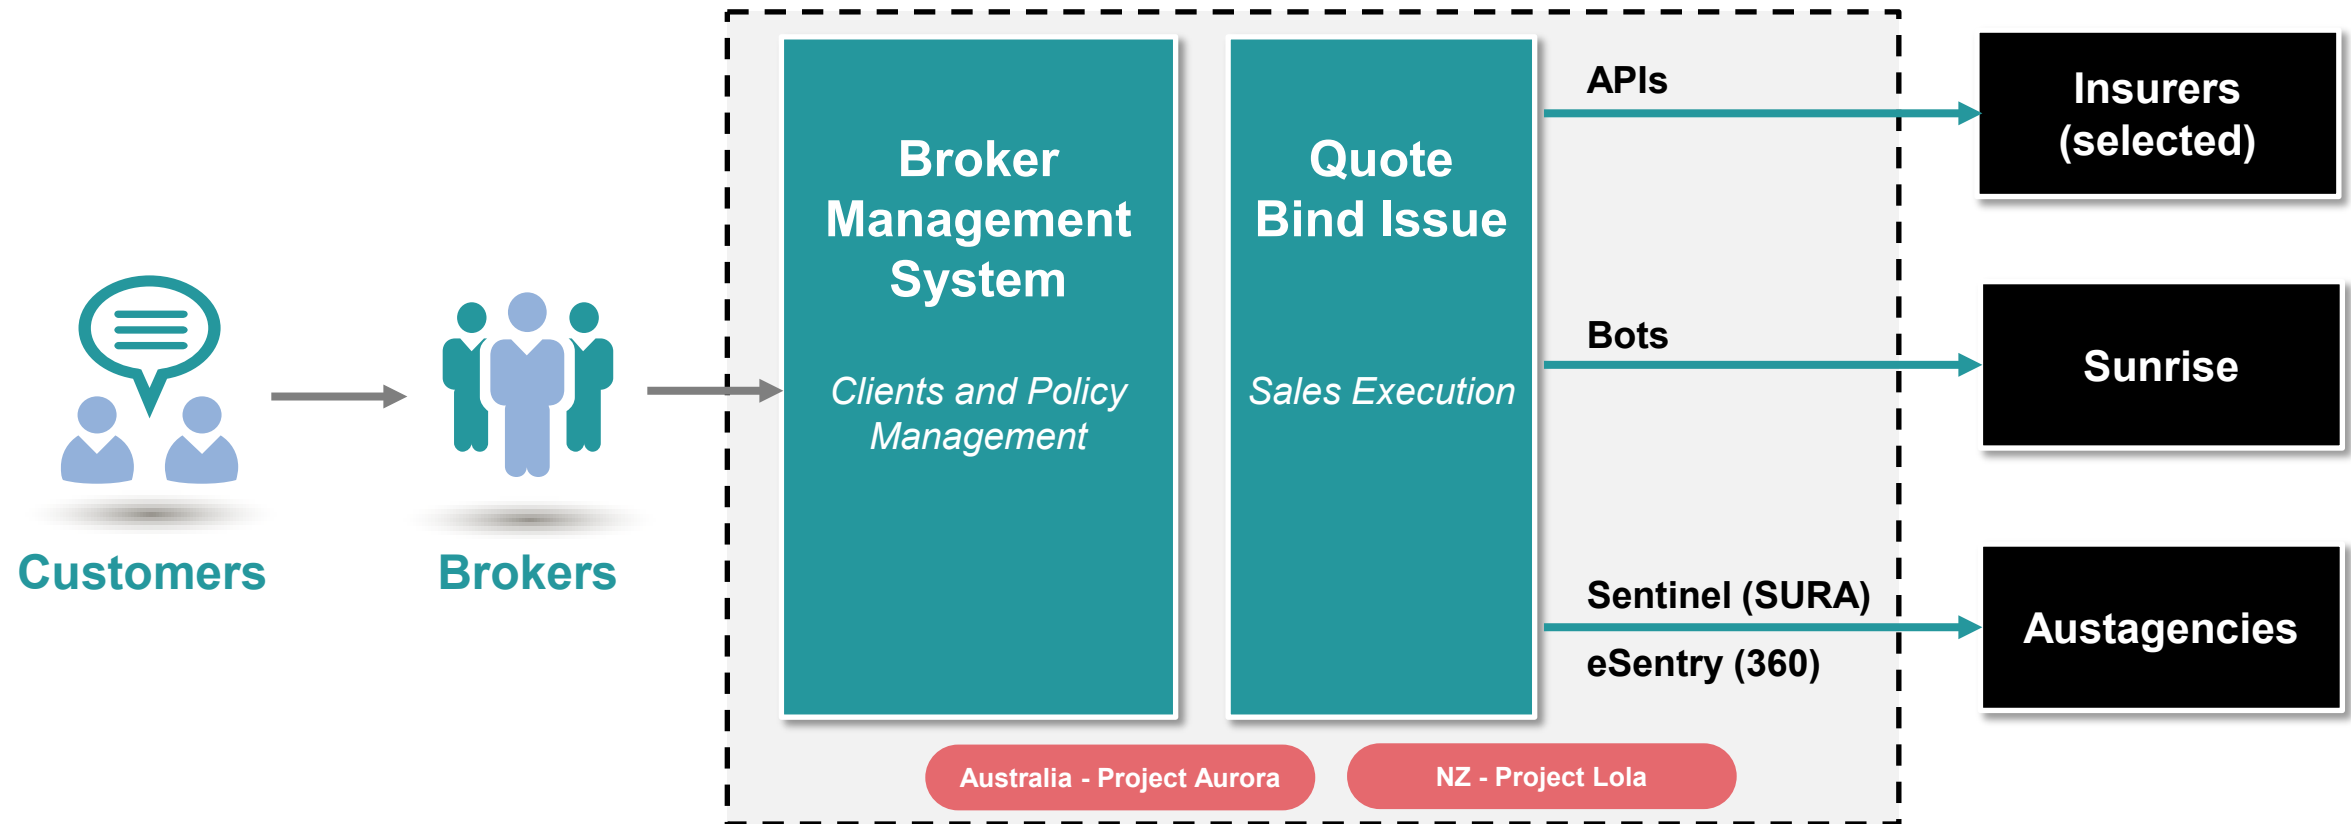 Customers
Brokers
Broker
Management
System
Clients and Policy
Management
Quote
Bind Issue
Sales Execution
APIs
Bots
Sentinel (SURA)
eSentry (360)
Insurers
(selected)
Sunrise
Austagencies
Australia - Project Aurora
NZ - Project Lola